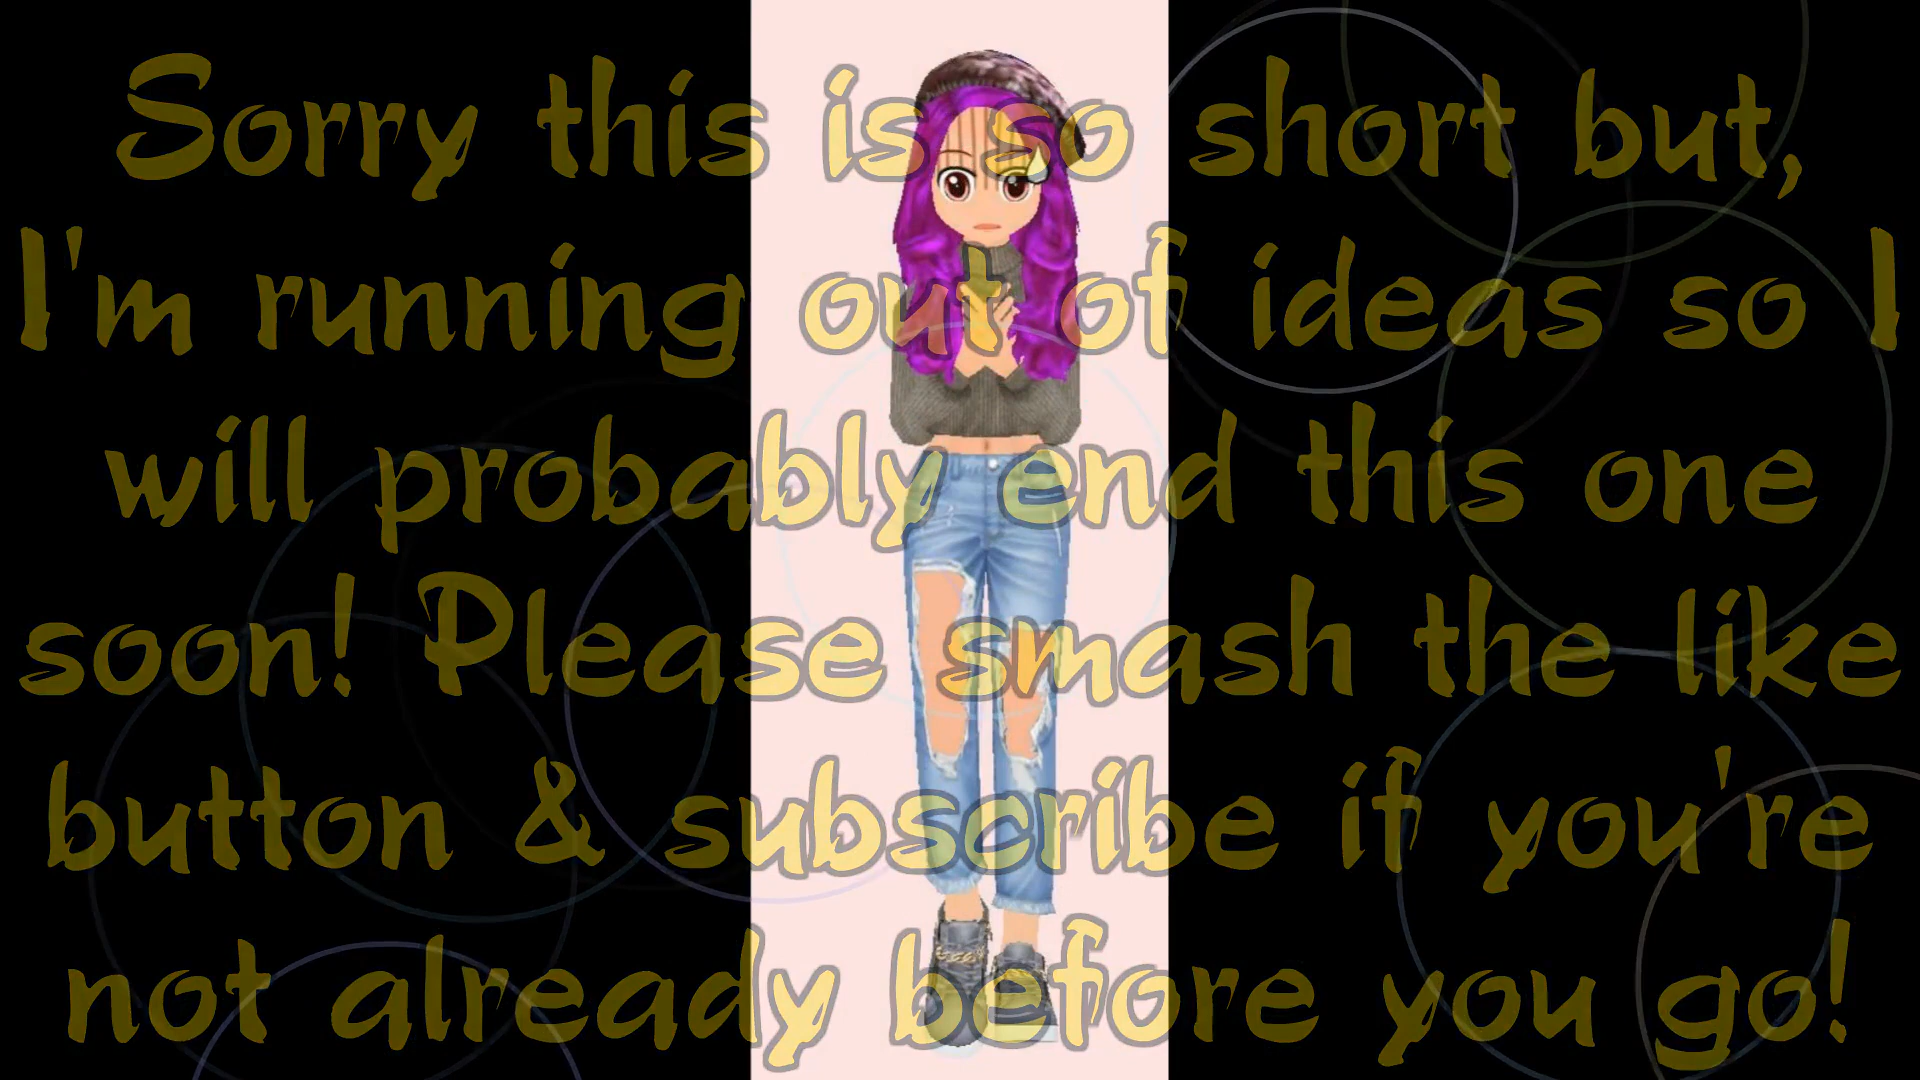 Sorry this is so short but,
I'm running out of ideas so I
will probably end this one
soon! Please smash the like
button & subscribe if you're
not already before you go!